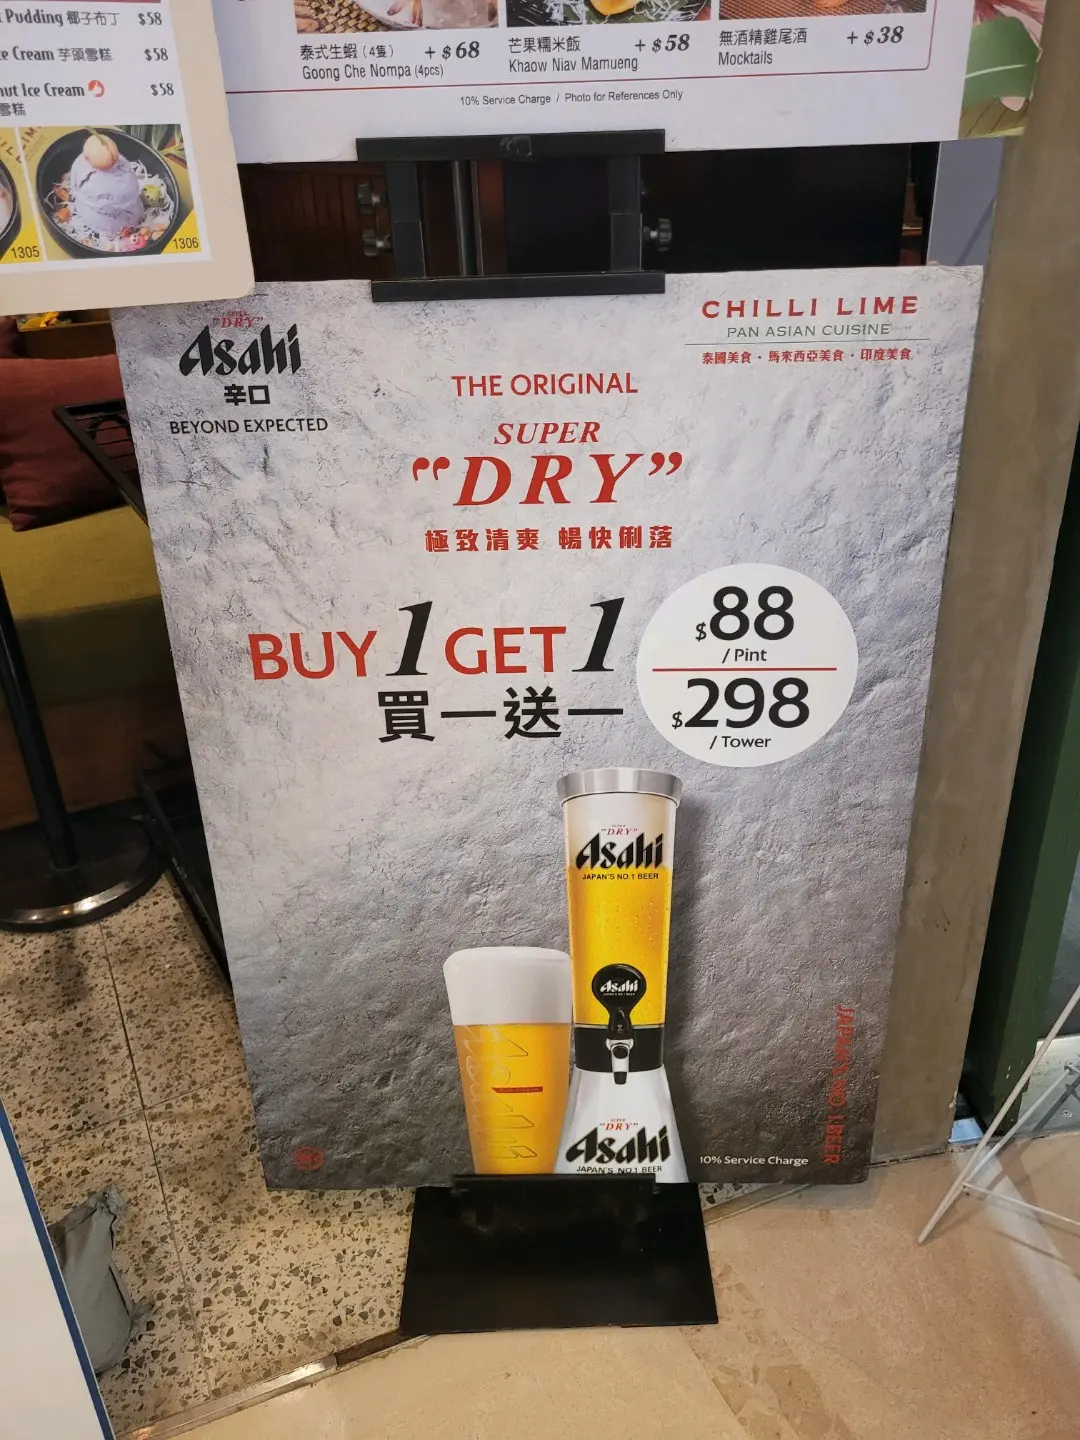 Pudding 椰子布丁 $58
Cream 芋頭雪糕 $58
Ice Cream $58
雪糕
1305
1306
泰式生蝦 (4隻) + $68
Goong Che Nompa (4pcs)
芒果糯米飯 + $58
Khaow Niav Mamueng
無酒精雞尾酒 + $38
Mocktails
10% Service Charge / Photo for References Only
SUPER
"DRY"
Asahi
辛口
BEYOND EXPECTED
CHILLI LIME
PAN ASIAN CUISINE
泰國美食 · 馬來西亞美食 · 印度美食
THE ORIGINAL
SUPER
"DRY"
極致清爽 暢快俐落
BUY 1 GET 1
買一送一
$88
/ Pint
$298
/ Tower
SUPER
"DRY"
Asahi
JAPAN'S NO.1 BEER
Asahi
JAPAN'S NO.1 BEER
SUPER
"DRY"
Asahi
JAPAN'S NO.1 BEER
10% Service Charge
JAPAN'S NO.1 BEER